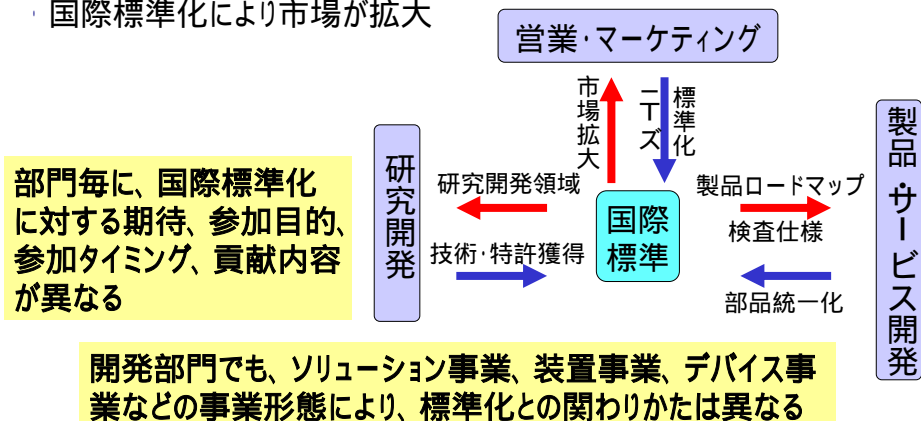 国際標準化により市場が拡大
営業・マーケティング
市場拡大
標準化
ニーズ
研究開発
製品・サービス開発
部門毎に、国際標準化
に対する期待、参加目的、
参加タイミング、貢献内容
が異なる
研究開発領域
技術・特許獲得
国際
標準
製品ロードマップ
検査仕様
部品統一化
開発部門でも、ソリューション事業、装置事業、デバイス事
業などの事業形態により、標準化との関わりかたは異なる